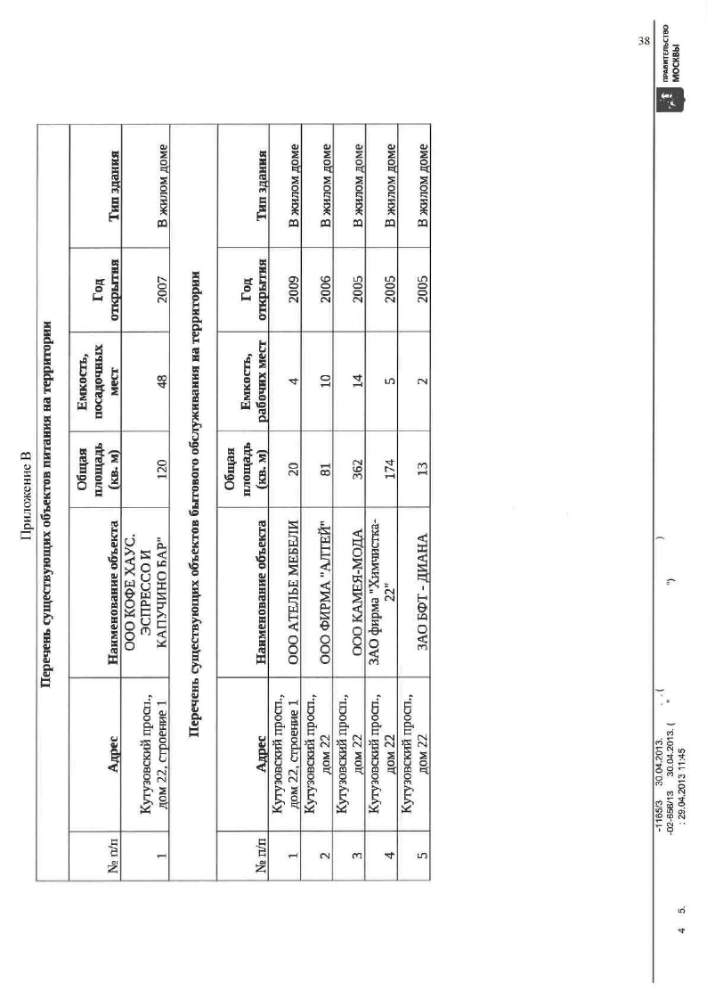 Приложение В
Перечень существующих объектов питания на территории
№ п/п Адрес Наименование объекта Общая площадь (кв. м) Емкость, посадочных мест Год открытия Тип здания
1 Кутузовский просп., дом 22, строение 1 ООО КОФЕ ХАУС. ЭСПРЕССО И КАПУЧИНО БАР" 120 48 2007 В жилом доме
Перечень существующих объектов бытового обслуживания на территории
№ п/п Адрес Наименование объекта Общая площадь (кв. м) Емкость, рабочих мест Год открытия Тип здания
1 Кутузовский просп., дом 22, строение 1 ООО АТЕЛЬЕ МЕБЕЛИ 20 4 2009 В жилом доме
2 Кутузовский просп., дом 22 ООО ФИРМА "АЛТЕЙ" 81 10 2006 В жилом доме
3 Кутузовский просп., дом 22 ООО КАМЕЯ-МОДА 362 14 2005 В жилом доме
4 Кутузовский просп., дом 22 ЗАО фирма "Химчистка-22" 174 5 2005 В жилом доме
5 Кутузовский просп., дом 22 ЗАО БФТ - ДИАНА 13 2 2005 В жилом доме
38
-1165/3 30.04.2013.
-02-656/13 30.04.2013. (
: 29.04.2013 11:45
4 5.
ПРАВИТЕЛЬСТВО
МОСКВЫ